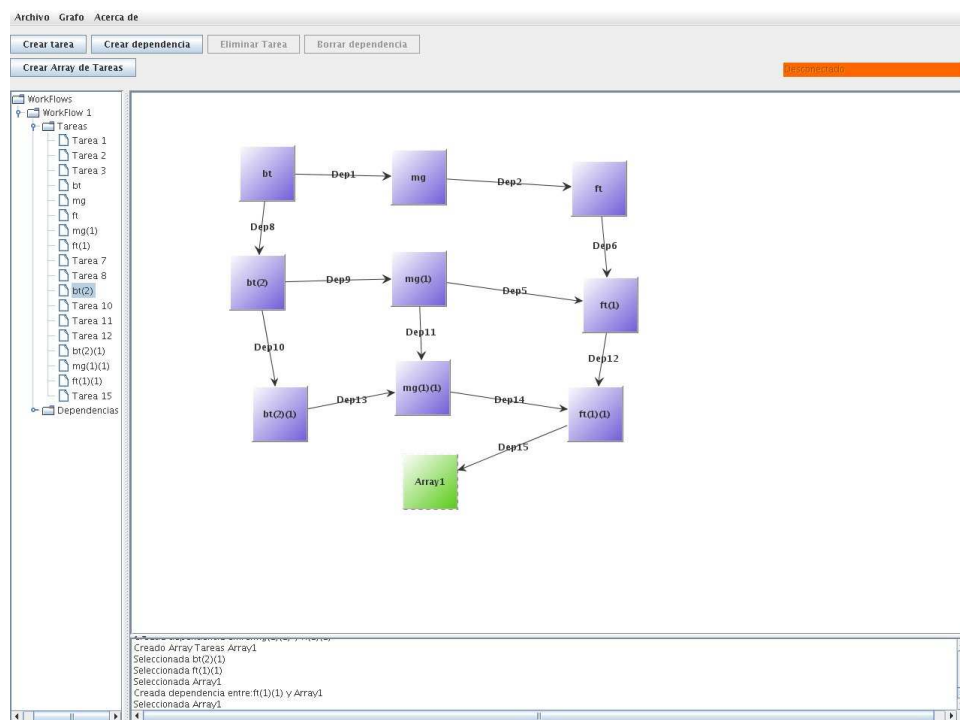 Archivo Grafo Acerca de
Crear tarea Crear dependencia Eliminar Tarea Borrar dependencia
Crear Array de Tareas
Desconectado
WorkFlows
WorkFlow 1
Tareas
Tarea 1
Tarea 2
Tarea 3
bt
mg
ft
mg(1)
ft(1)
Tarea 7
Tarea 8
bt(2)
Tarea 10
Tarea 11
Tarea 12
bt(2)(1)
mg(1)(1)
ft(1)(1)
Tarea 15
Dependencias
bt Dep1 mg Dep2 ft
Dep8 Dep6
bt(2) Dep9 mg(1) Dep5 ft(1)
Dep10 Dep11 Dep12
bt(2)(1) Dep13 mg(1)(1) Dep14 ft(1)(1)
Dep15
Array1
Creado Array Tareas Array1
Seleccionada bt(2)(1)
Seleccionada ft(1)(1)
Seleccionada Array1
Creada dependencia entre:ft(1)(1) y Array1
Seleccionada Array1